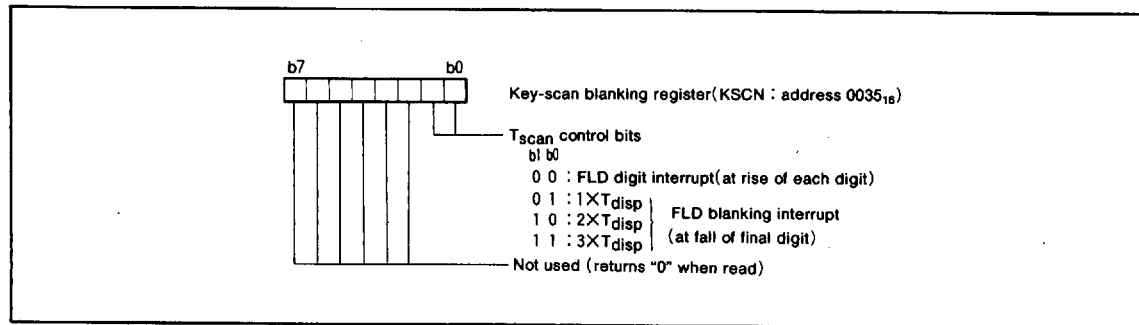 b7 b0
Key-scan blanking register(KSCN : address 0035₁₆)
Tscan control bits
b1 b0
0 0 : FLD digit interrupt(at rise of each digit)
0 1 : 1×Tdisp
1 0 : 2×Tdisp
1 1 : 3×Tdisp
FLD blanking interrupt
(at fall of final digit)
Not used (returns "0" when read)